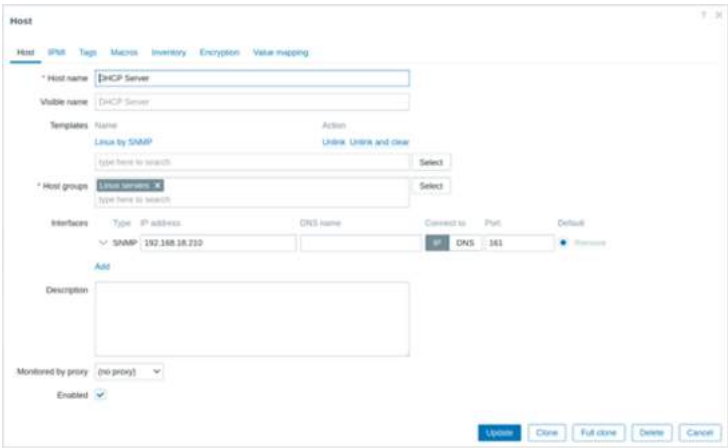 Host
? X
Host IPMI Tags Macros Inventory Encryption Value mapping
* Host name DHCP Server
Visible name DHCP Server
Templates Name Action
Linux by SNMP Unlink Unlink and clear
type here to search Select
* Host groups Linux servers X Select
type here to search
Interfaces Type IP address DNS name Connect to Port Default
SNMP 192.168.18.210 IP DNS 161 Remove
Add
Description
Monitored by proxy (no proxy)
Enabled
Update Clone Full clone Delete Cancel